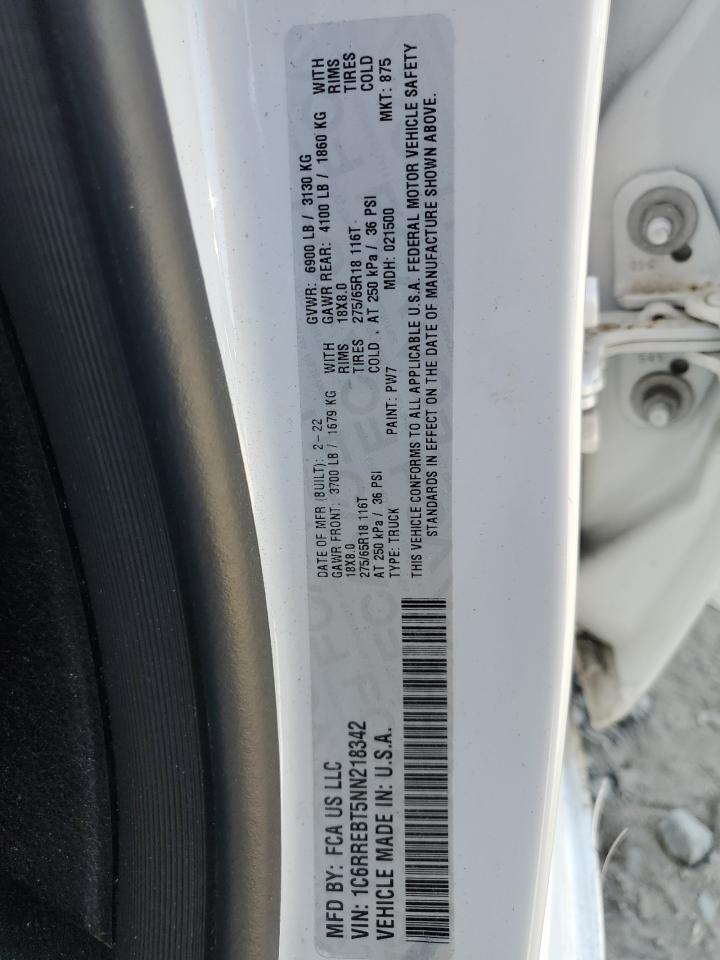 MFD BY: FCA US LLC
VIN: 1C6RREBT5NN218342
VEHICLE MADE IN: U.S.A.
DATE OF MFR (BUILT): 2-22 GVWR: 6900 LB / 3130 KG
GAWR FRONT: 3700 LB / 1679 KG WITH GAWR REAR: 4100 LB / 1860 KG WITH
18X8.0 RIMS 18X8.0 RIMS
275/65R18 116T TIRES 275/65R18 116T TIRES
AT 250 kPa / 36 PSI COLD . AT 250 kPa / 36 PSI COLD
TYPE: TRUCK PAINT: PW7 MDH: 021500 MKT: 875
THIS VEHICLE CONFORMS TO ALL APPLICABLE U.S.A. FEDERAL MOTOR VEHICLE SAFETY
STANDARDS IN EFFECT ON THE DATE OF MANUFACTURE SHOWN ABOVE.